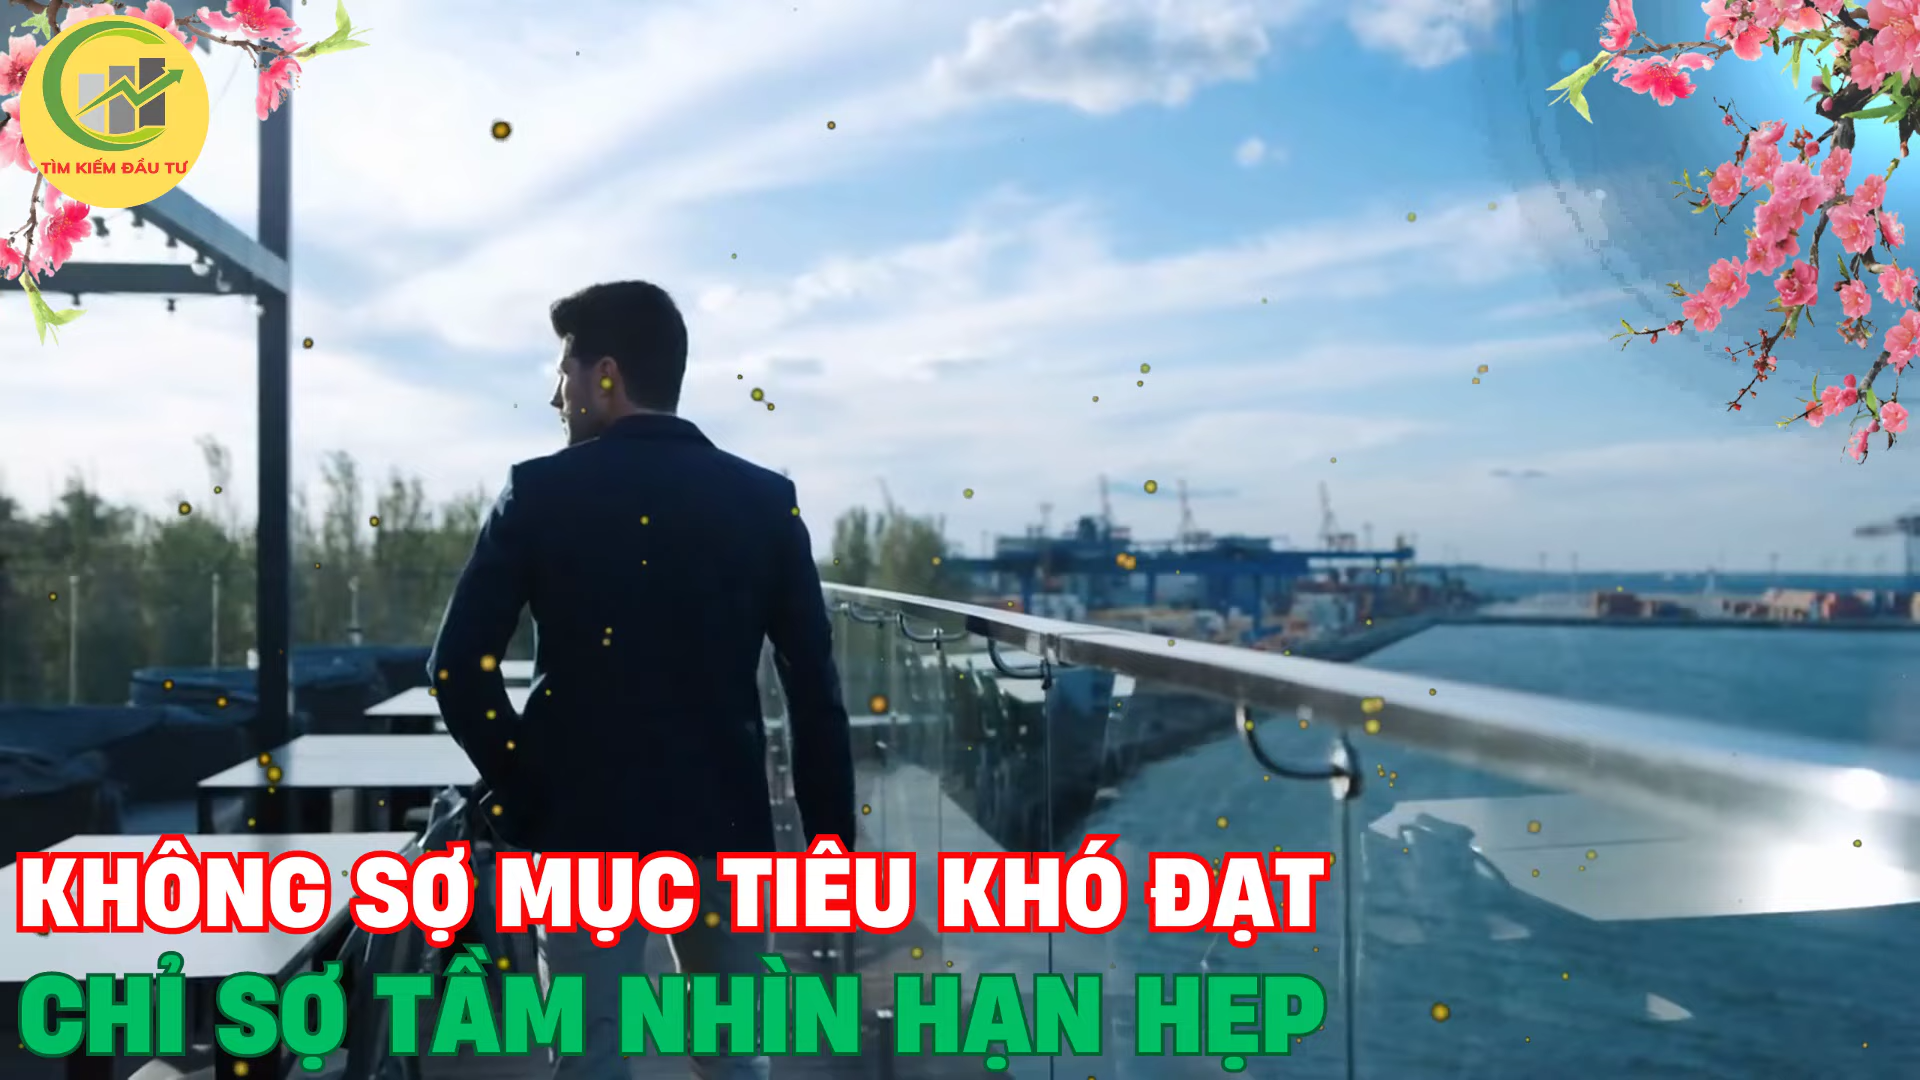 TÌM KIẾM ĐẦU TƯ
KHÔNG SỢ MỤC TIÊU KHÓ ĐẠT
CHỈ SỢ TẦM NHÌN HẠN HẸP